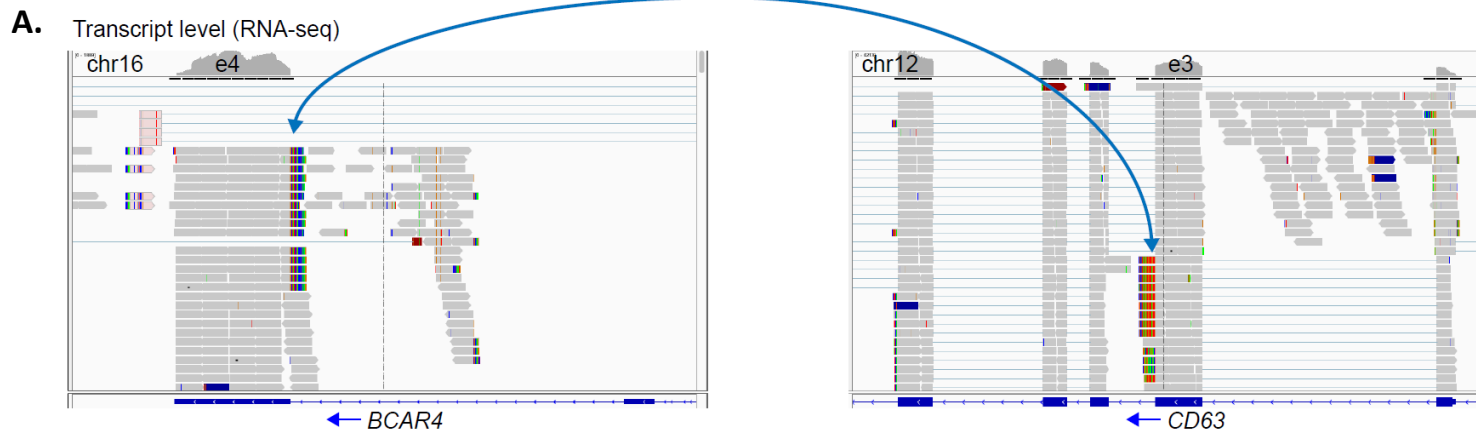 A.
Transcript level (RNA-seq)
chr16
e4
chr12
e3
BCAR4
CD63